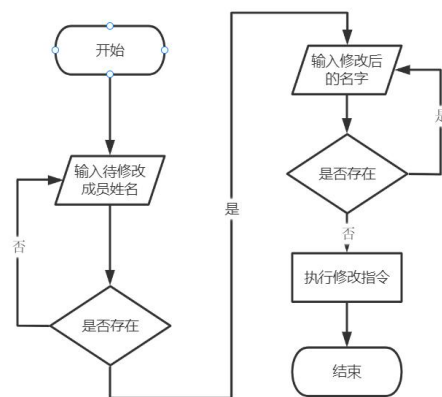 开始
输入待修改
成员姓名
否
是否存在
是
输入修改后
的名字
是
是否存在
否
执行修改指令
结束